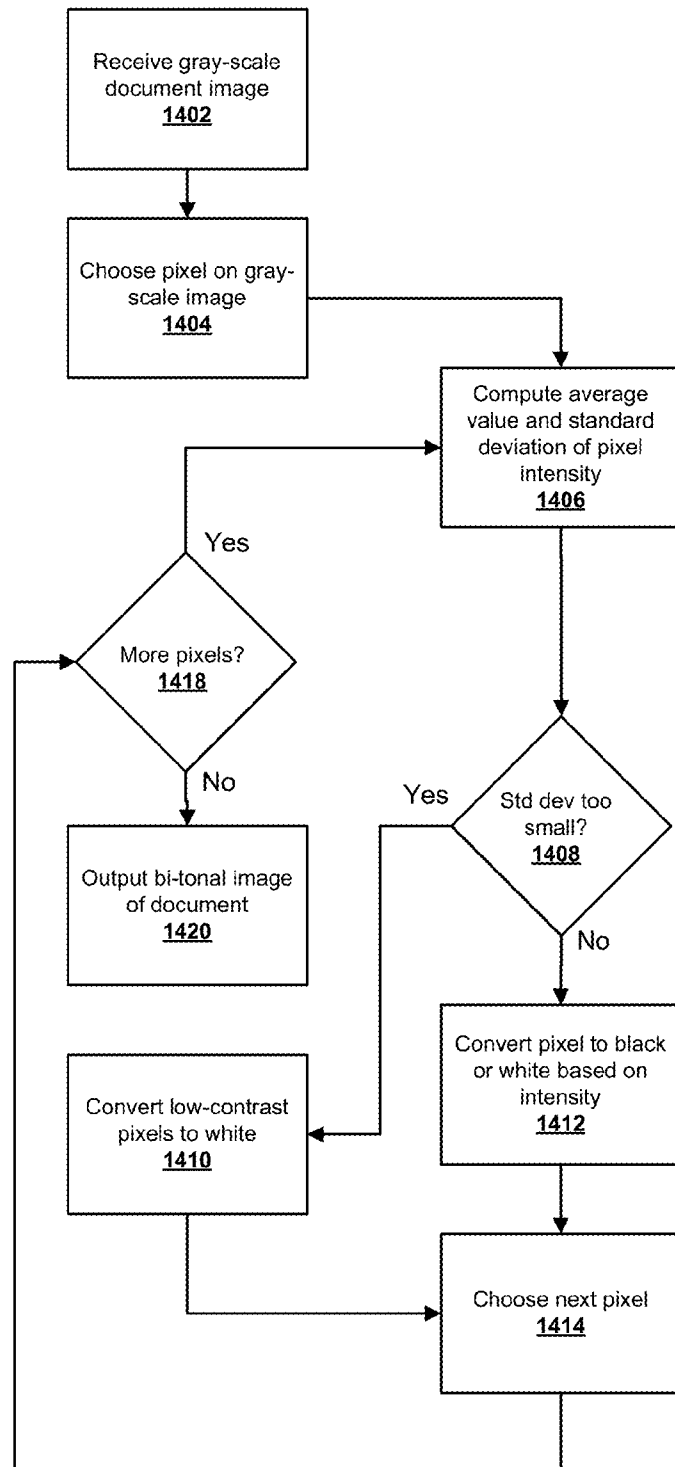 Receive gray-scale
document image
1402
Choose pixel on gray-
scale image
1404
Compute average
value and standard
deviation of pixel
intensity
1406
Yes
More pixels?
1418
No
Yes
Std dev too
small?
1408
Output bi-tonal image
of document
1420
No
Convert pixel to black
or white based on
intensity
1412
Convert low-contrast
pixels to white
1410
Choose next pixel
1414